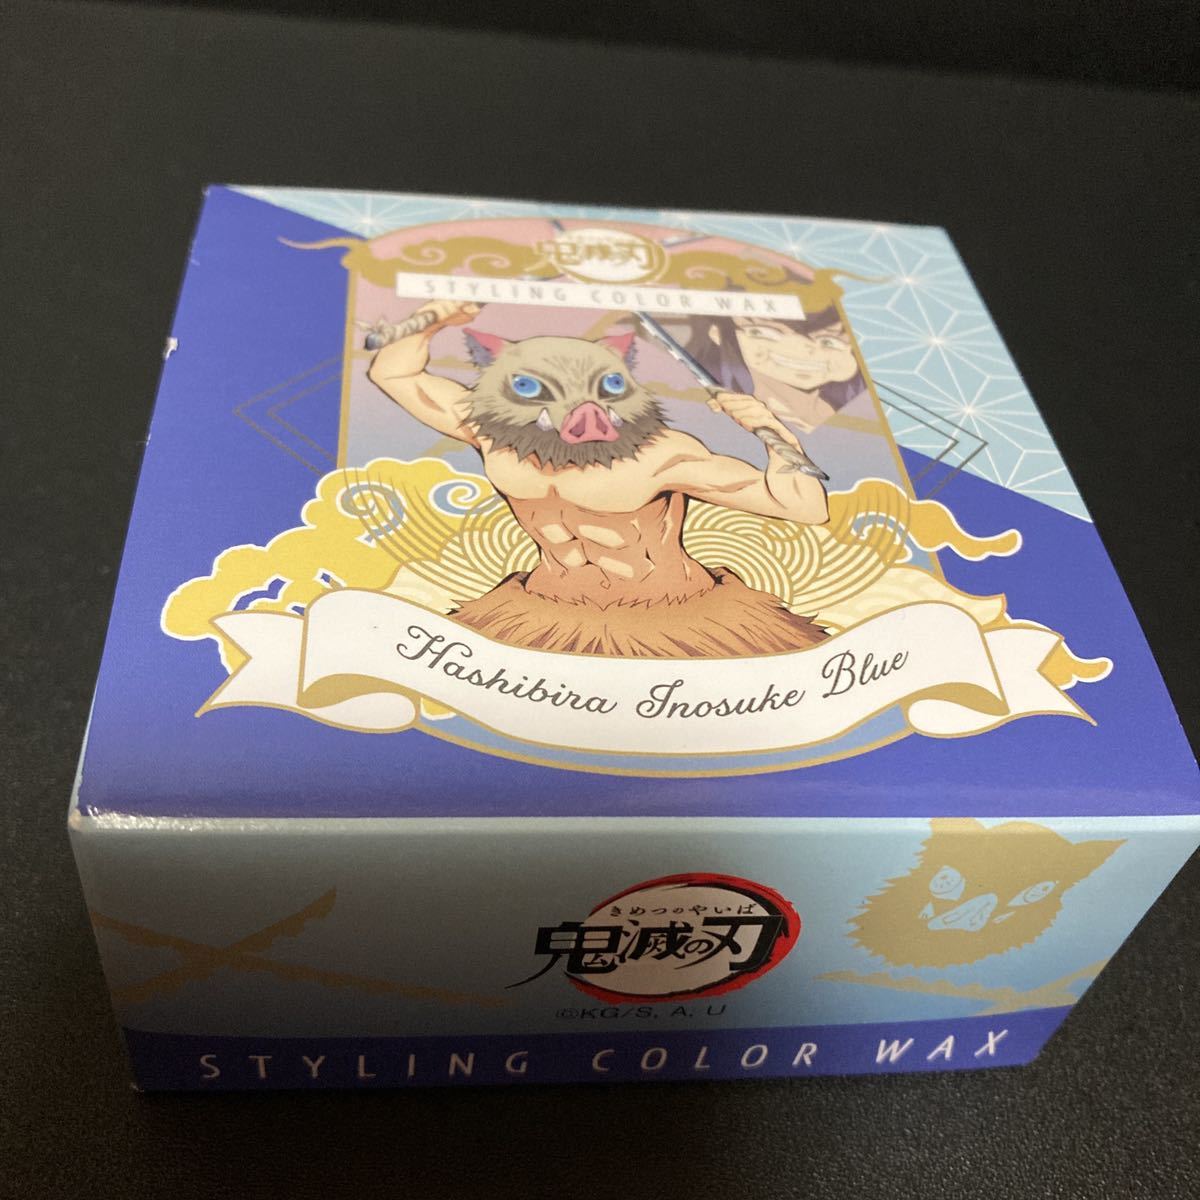 鬼滅の刃
STYLING COLOR WAX
Hashibira Inosuke Blue
きめつのやいば
鬼滅の刃
©KG/S, A, U
STYLING COLOR WAX